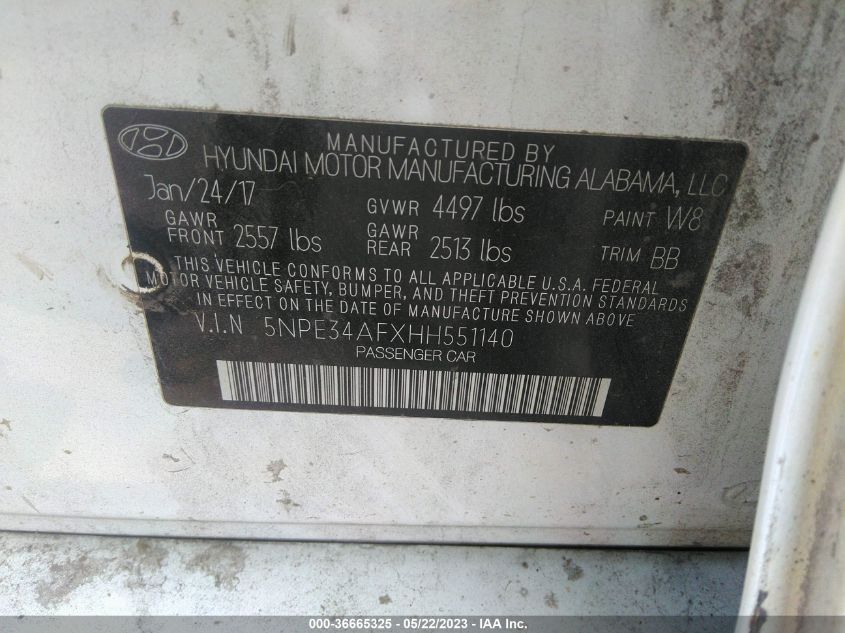 MANUFACTURED BY
HYUNDAI MOTOR MANUFACTURING ALABAMA, LLC
Jan/24/17 GVWR 4497 lbs PAINT W8
GAWR FRONT 2557 lbs GAWR REAR 2513 lbs TRIM BB
THIS VEHICLE CONFORMS TO ALL APPLICABLE U.S.A. FEDERAL
MOTOR VEHICLE SAFETY, BUMPER, AND THEFT PREVENTION STANDARDS
IN EFFECT ON THE DATE OF MANUFACTURE SHOWN ABOVE.
V.I.N 5NPE34AFXHH551140
PASSENGER CAR
000-36665325 - 05/22/2023 - IAA Inc.